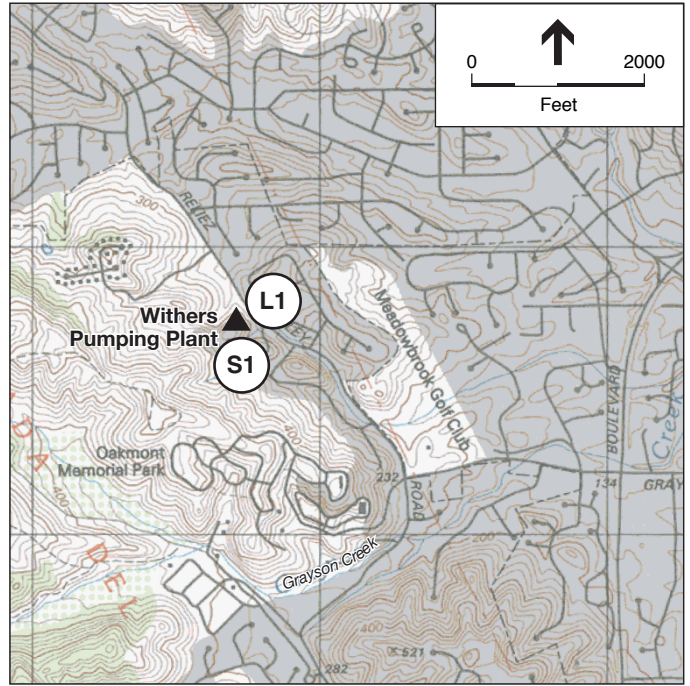 0
2000
Feet
300
RELIEZ
L1
Withers
Pumping Plant
S1
Meadowbrook Golf Club
BOULEVARD
Creek
Oakmont
Memorial Park
400
400
232
ROAD
134
GRAY
DEL
Grayson Creek
200
400
521
282